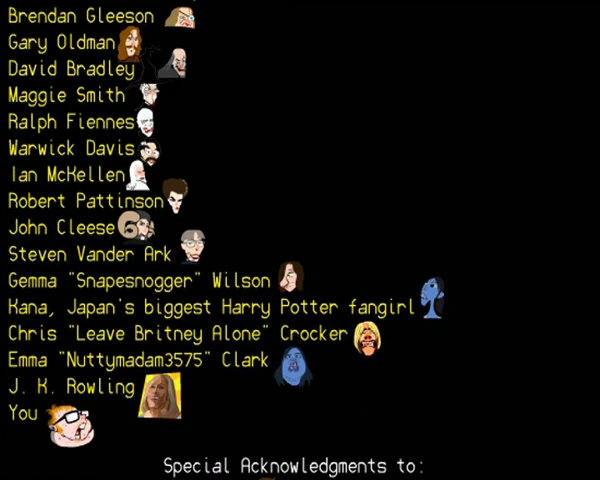 Brendan Gleeson
Gary Oldman
David Bradley
Maggie Smith
Ralph Fiennes
Warwick Davis
Ian McKellen
Robert Pattinson
John Cleese
Steven Vander Ark
Gemma "Snapesnogger" Wilson
Kana, Japan's biggest Harry Potter fangirl
Chris "Leave Britney Alone" Crocker
Emma "Nuttymadam3575" Clark
J. K. Rowling
You
Special Acknowledgments to: